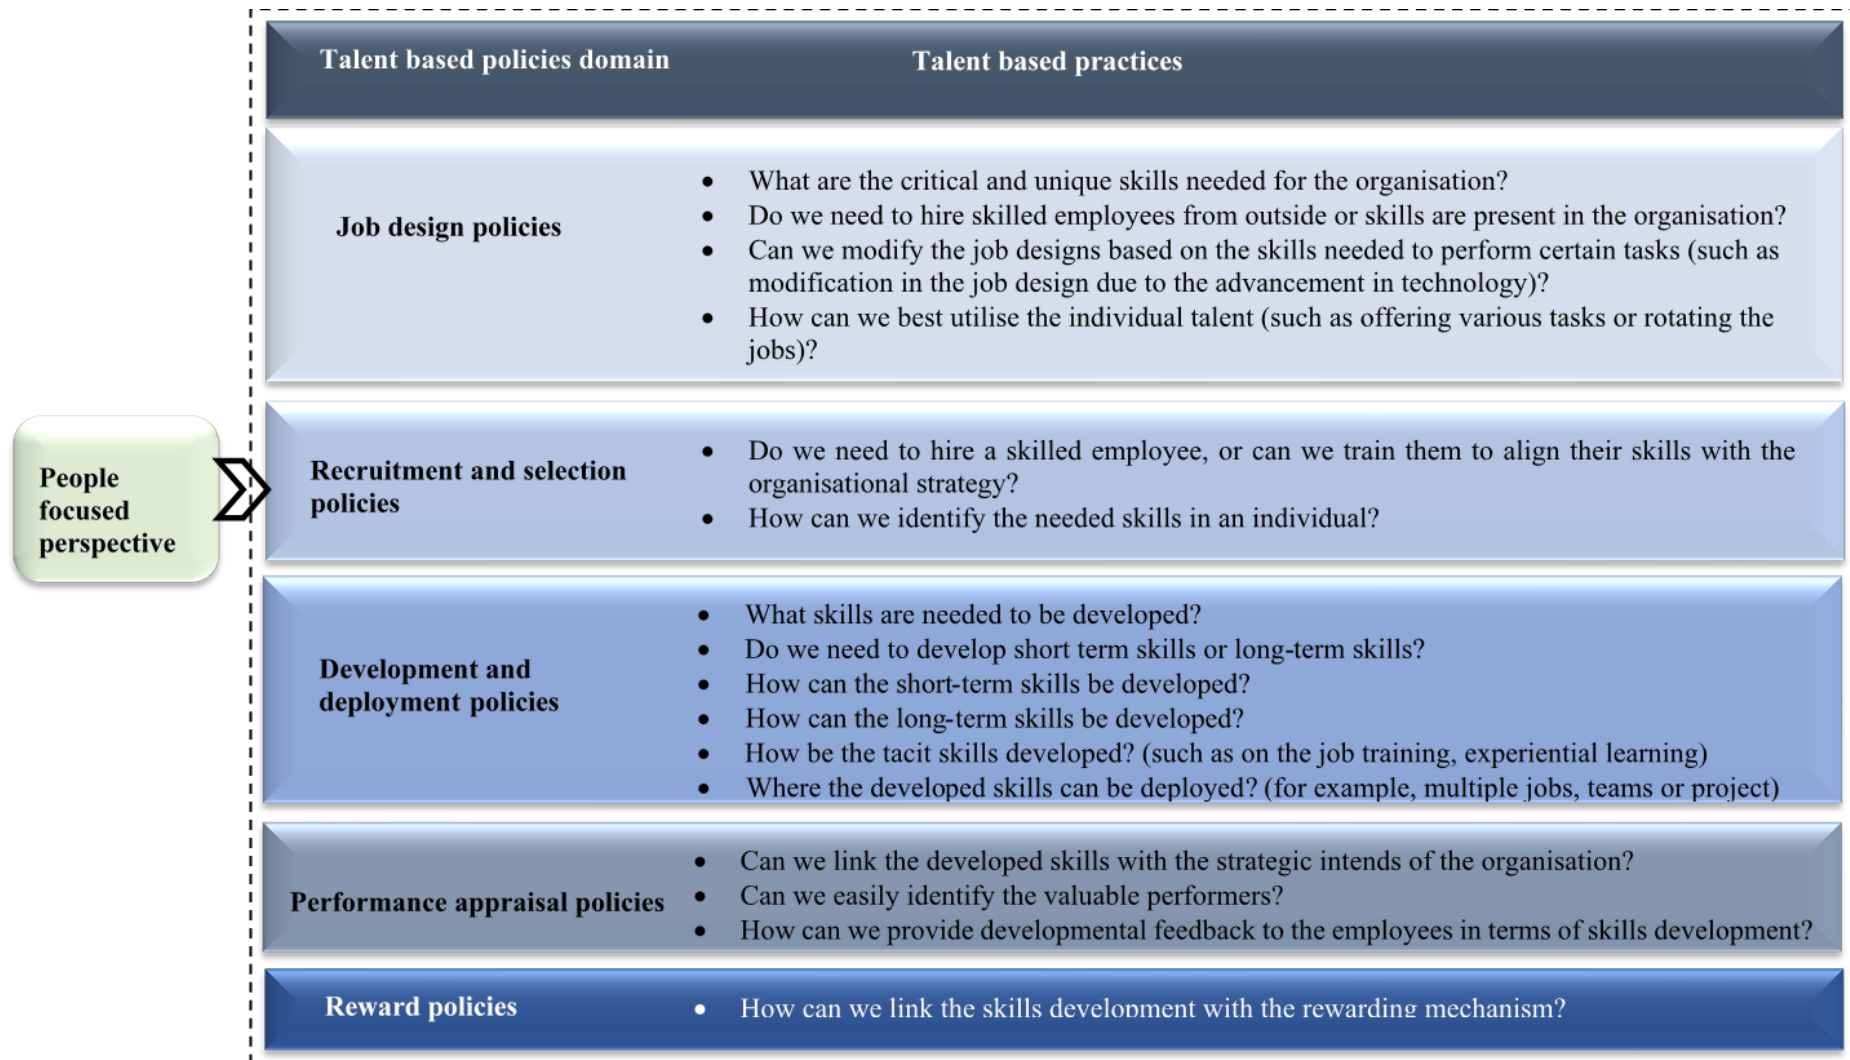 Talent based policies domain
Talent based practices
Job design policies
• What are the critical and unique skills needed for the organisation?
• Do we need to hire skilled employees from outside or skills are present in the organisation?
• Can we modify the job designs based on the skills needed to perform certain tasks (such as
modification in the job design due to the advancement in technology)?
• How can we best utilise the individual talent (such as offering various tasks or rotating the
jobs)?
People
focused
perspective
Recruitment and selection
policies
• Do we need to hire a skilled employee, or can we train them to align their skills with the
organisational strategy?
• How can we identify the needed skills in an individual?
Development and
deployment policies
• What skills are needed to be developed?
• Do we need to develop short term skills or long-term skills?
• How can the short-term skills be developed?
• How can the long-term skills be developed?
• How be the tacit skills developed? (such as on the job training, experiential learning)
• Where the developed skills can be deployed? (for example, multiple jobs, teams or project)
Performance appraisal policies
• Can we link the developed skills with the strategic intends of the organisation?
• Can we easily identify the valuable performers?
• How can we provide developmental feedback to the employees in terms of skills development?
Reward policies
• How can we link the skills development with the rewarding mechanism?